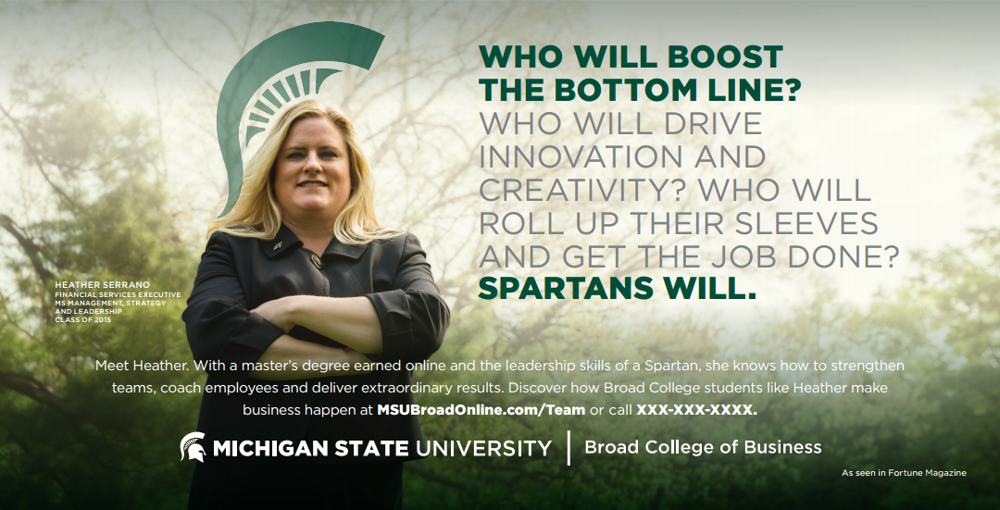 WHO WILL BOOST
THE BOTTOM LINE?
WHO WILL DRIVE
INNOVATION AND
CREATIVITY? WHO WILL
ROLL UP THEIR SLEEVES
AND GET THE JOB DONE?
SPARTANS WILL.
HEATHER SERRANO
FINANCIAL SERVICES EXECUTIVE
MS MANAGEMENT, STRATEGY
AND LEADERSHIP
CLASS OF 2015
Meet Heather. With a master's degree earned online and the leadership skills of a Spartan, she knows how to strengthen
teams, coach employees and deliver extraordinary results. Discover how Broad College students like Heather make
business happen at MSUBroadOnline.com/Team or call XXX-XXX-XXXX.
MICHIGAN STATE UNIVERSITY | Broad College of Business
As seen in Fortune Magazine